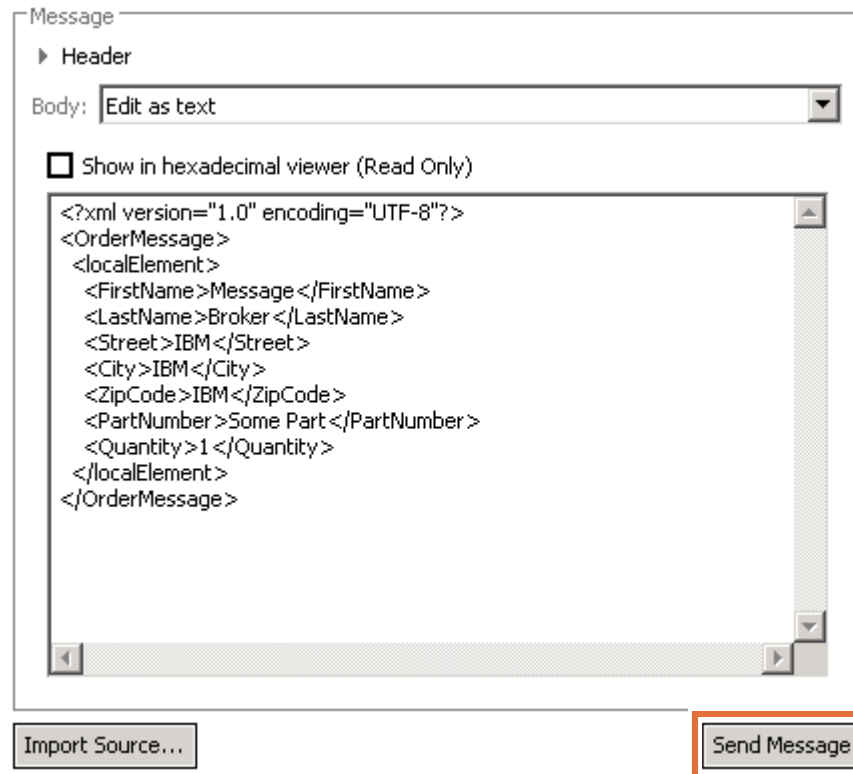 Message
Header
Body: Edit as text
Show in hexadecimal viewer (Read Only)
<?xml version="1.0" encoding="UTF-8"?>
<OrderMessage>
<localElement>
<FirstName>Message</FirstName>
<LastName>Broker</LastName>
<Street>IBM</Street>
<City>IBM</City>
<ZipCode>IBM</ZipCode>
<PartNumber>Some Part</PartNumber>
<Quantity>1</Quantity>
</localElement>
</OrderMessage>
Import Source... Send Message